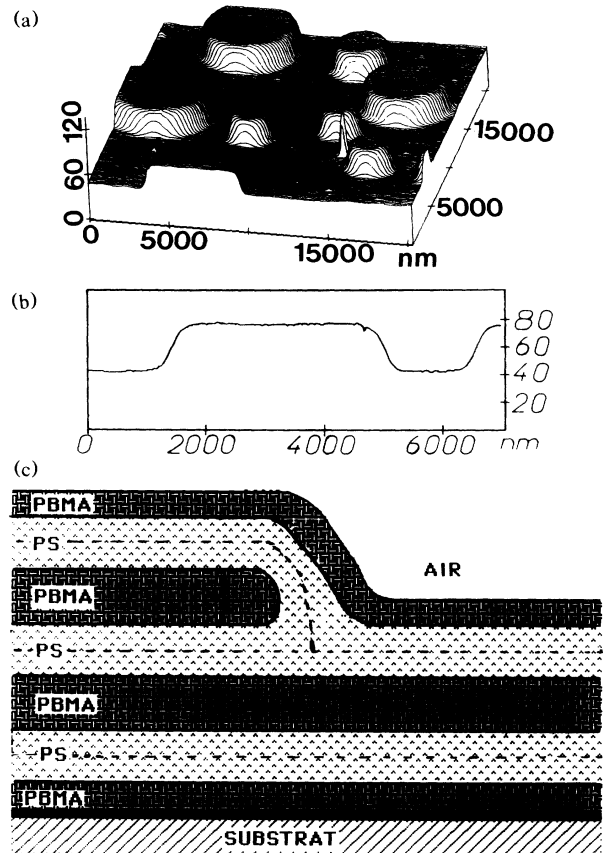 (a)
120
60
0
0
5000
15000
nm
5000
15000
(b)
80
60
40
20
0
2000
4000
6000
nm
(c)
PBMA
PS
AIR
PBMA
PS
PBMA
PS
PBMA
SUBSTRAT